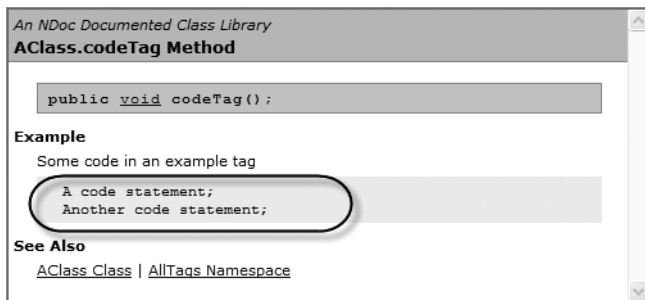 An NDoc Documented Class Library
AClass.codeTag Method
public void codeTag();
Example
Some code in an example tag
A code statement;
Another code statement;
See Also
AClass Class | AllTags Namespace